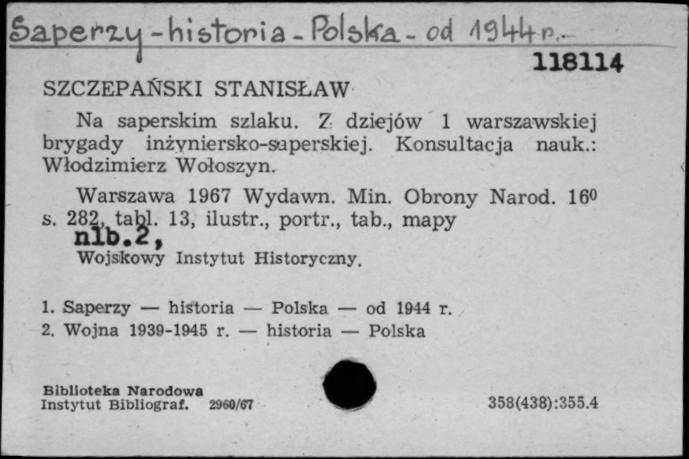 Saperzy - historia - Polska - od 1944 r.-
118114
SZCZEPAŃSKI STANISŁAW
Na saperskim szlaku. Z dziejów 1 warszawskiej
brygady inżyniersko-saperskiej. Konsultacja nauk.:
Włodzimierz Wołoszyn.
Warszawa 1967 Wydawn. Min. Obrony Narod. 16⁰
s. 282, tabl. 13, ilustr., portr., tab., mapy
nlb.2,
Wojskowy Instytut Historyczny.
1. Saperzy — historia — Polska — od 1944 r.
2. Wojna 1939-1945 r. — historia — Polska
Biblioteka Narodowa
Instytut Bibliograf. 2960/67
358(438):355.4